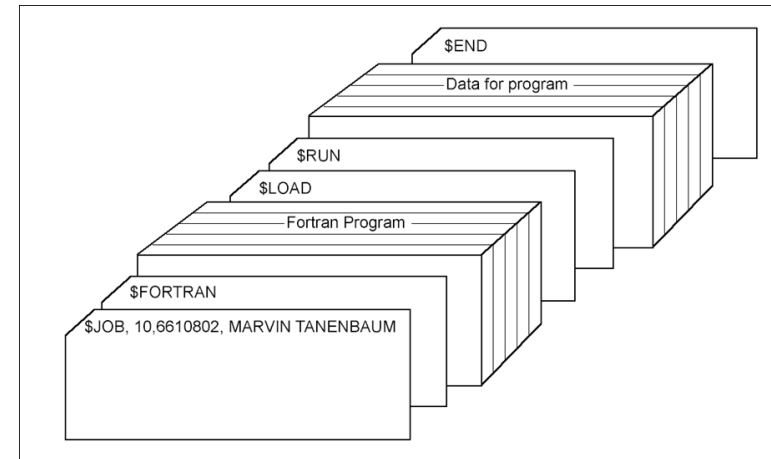 $END
Data for program
$RUN
$LOAD
Fortran Program
$FORTRAN
$JOB, 10,6610802, MARVIN TANENBAUM